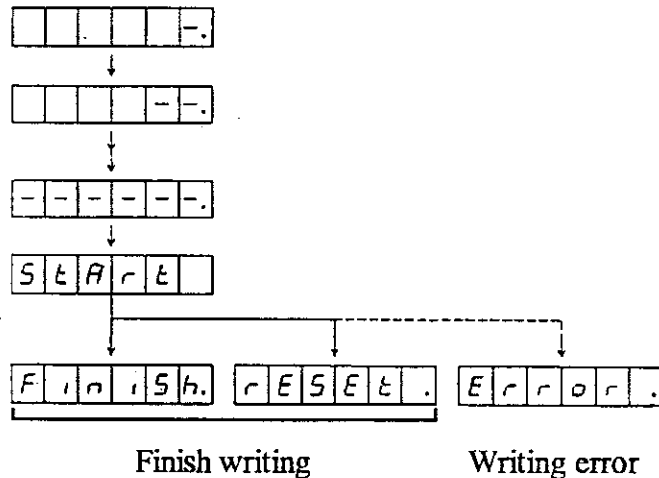 -.
- -.
- - - - - -.
StArt
FiniSh. rESEt . Error .
Finish writing Writing error